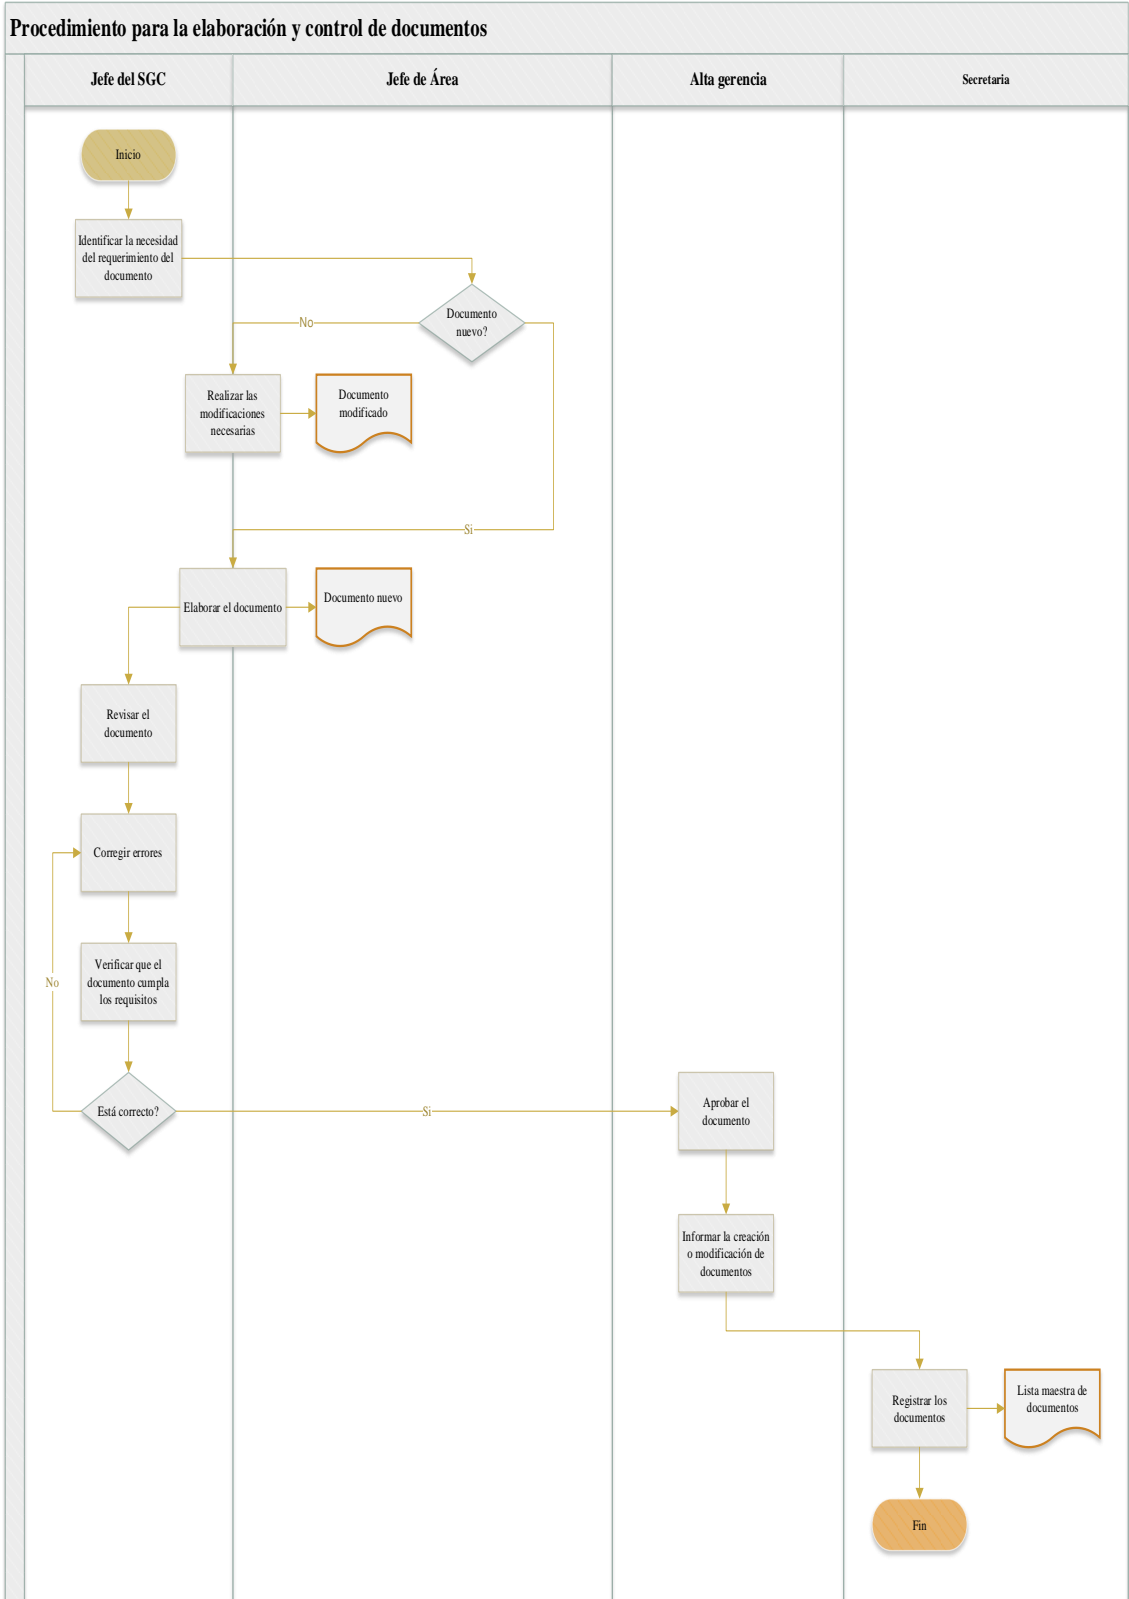 Procedimiento para la elaboración y control de documentos
Jefe del SGC
Jefe de Área
Alta gerencia
Secretaria
Inicio
Identificar la necesidad
del requerimiento del
documento
Documento
nuevo?
No
Realizar las
modificaciones
necesarias
Documento
modificado
Si
Elaborar el documento
Documento nuevo
Revisar el
documento
Corregir errores
Verificar que el
documento cumpla
los requisitos
No
Está correcto?
Si
Aprobar el
documento
Informar la creación
o modificación de
documentos
Registrar los
documentos
Lista maestra de
documentos
Fin